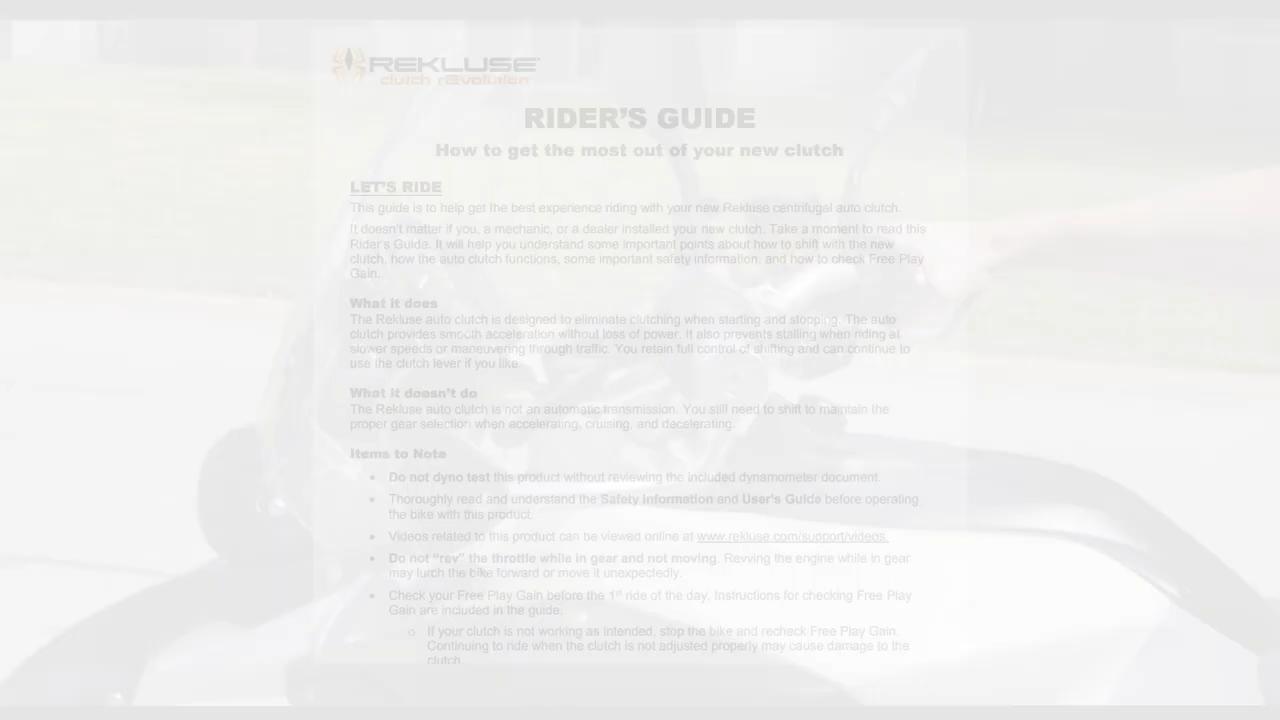 REKLUSE
clutch rEvolution
RIDER'S GUIDE
How to get the most out of your new clutch
LET'S RIDE
This guide is to help get the best experience riding with your new Rekluse centrifugal auto clutch.
It doesn't matter if you, a mechanic, or a dealer installed your new clutch. Take a moment to read this
Rider's Guide. It will help you understand some important points about how to shift with the new
clutch, how the auto clutch functions, some important safety information, and how to check Free Play
Gain.
What it does
The Rekluse auto clutch is designed to eliminate clutching when starting and stopping. The auto
clutch provides smooth acceleration without loss of power. It also prevents stalling when riding at
slower speeds or maneuvering through traffic. You retain full control of shifting and can continue to
use the clutch lever if you like.
What it doesn't do
The Rekluse auto clutch is not an automatic transmission. You still need to shift to maintain the
proper gear selection when accelerating, cruising, and decelerating.
Items to Note
• Do not dyno test this product without reviewing the included dynamometer document.
• Thoroughly read and understand the Safety Information and User's Guide before operating
the bike with this product.
• Videos related to this product can be viewed online at www.rekluse.com/support/videos.
• Do not “rev” the throttle while in gear and not moving. Revving the engine while in gear
may lurch the bike forward or move it unexpectedly.
• Check your Free Play Gain before the 1st ride of the day. Instructions for checking Free Play
Gain are included in the guide.
o If your clutch is not working as intended, stop the bike and recheck Free Play Gain.
Continuing to ride when the clutch is not adjusted properly may cause damage to the
clutch.